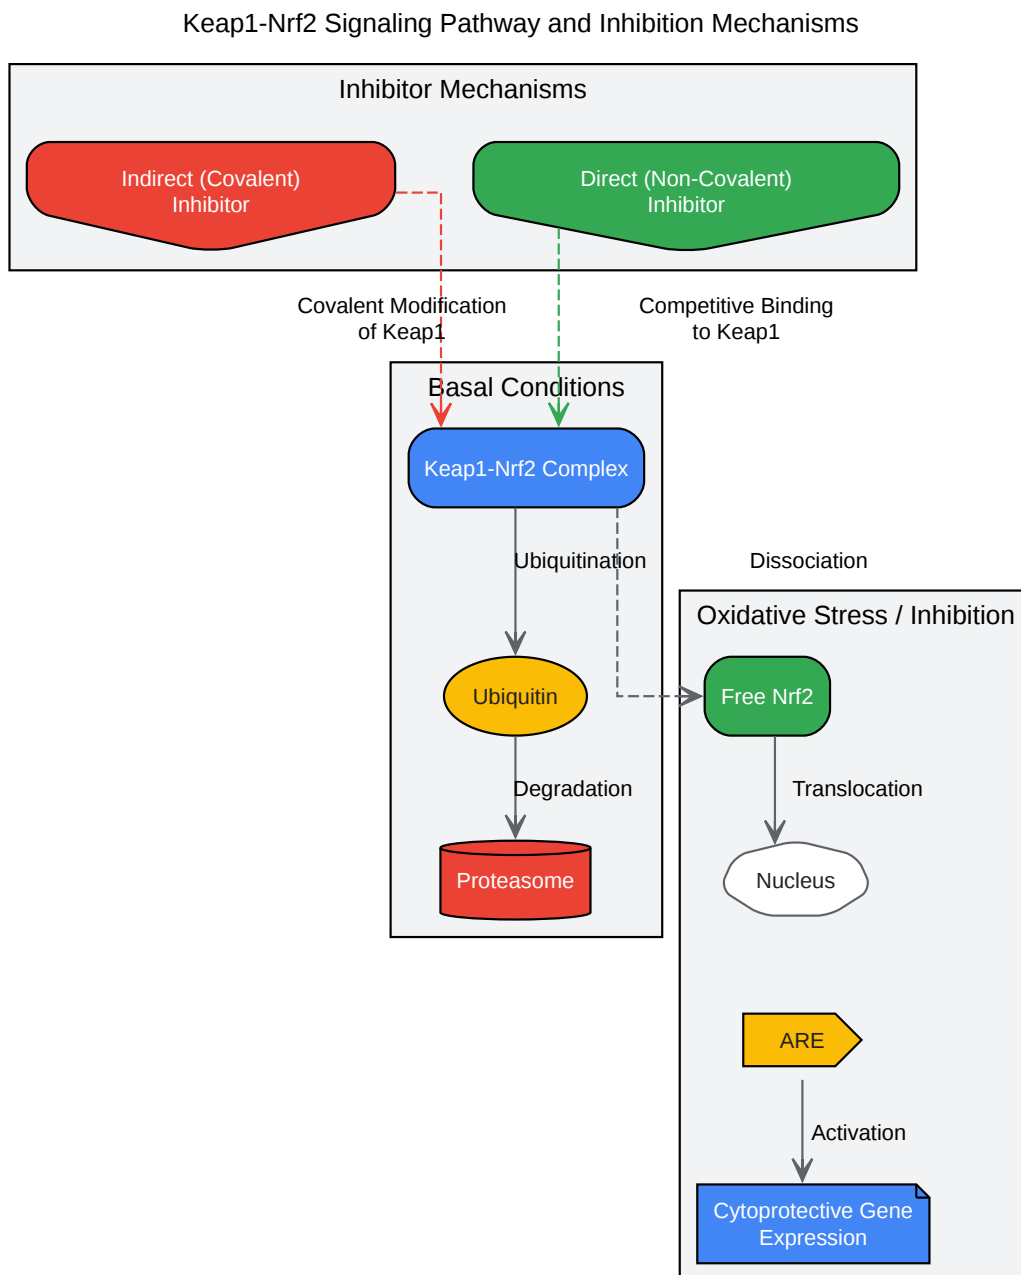 Keap1-Nrf2 Signaling Pathway and Inhibition Mechanisms
Inhibitor Mechanisms
Indirect (Covalent)
Inhibitor
Direct (Non-Covalent)
Inhibitor
Covalent Modification
of Keap1
Competitive Binding
to Keap1
Basal Conditions
Keap1-Nrf2 Complex
Ubiquitination
Dissociation
Oxidative Stress / Inhibition
Ubiquitin
Free Nrf2
Degradation
Translocation
Proteasome
Nucleus
ARE
Activation
Cytoprotective Gene
Expression